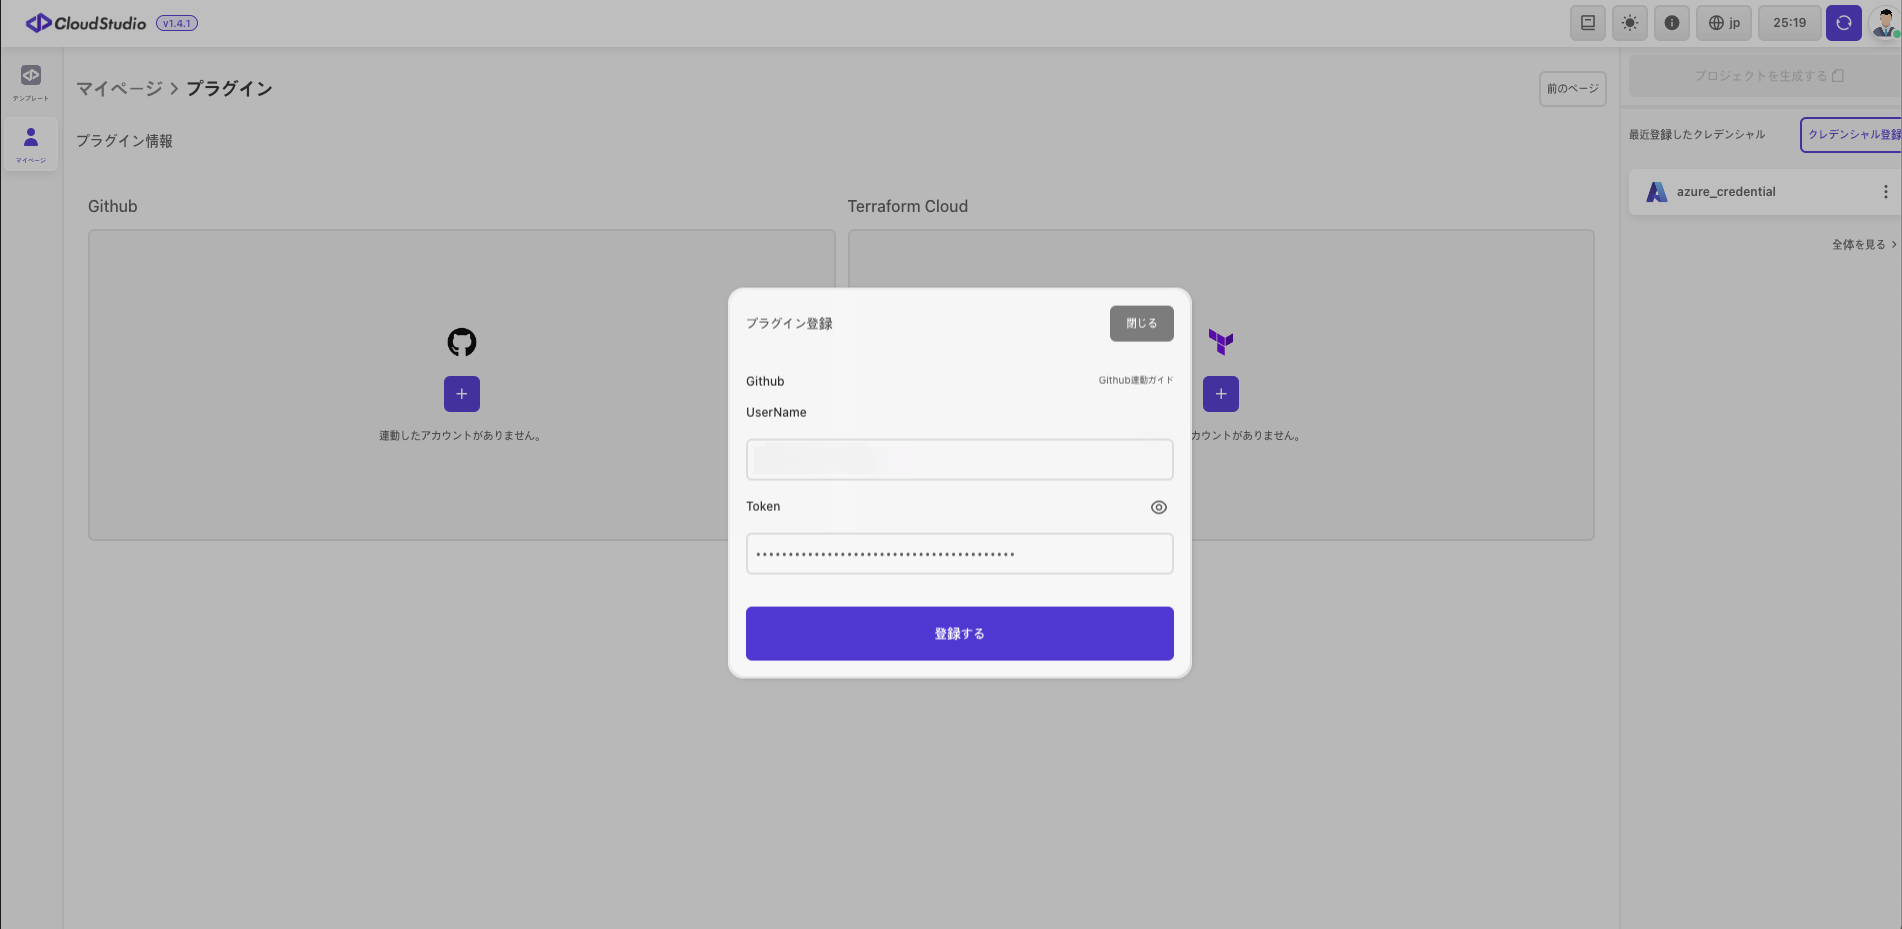 CloudStudio v1.4.1
jp
25:19
テンプレート
マイページ
マイページ > プラグイン
前のページ
プラグイン情報
Github
連動したアカウントがありません。
Terraform Cloud
カウントがありません。
プラグイン登録
閉じる
Github
Github連動ガイド
UserName
Token
登録する
プロジェクトを生成する
最近登録したクレデンシャル
クレデンシャル登録
azure_credential
全体を見る >